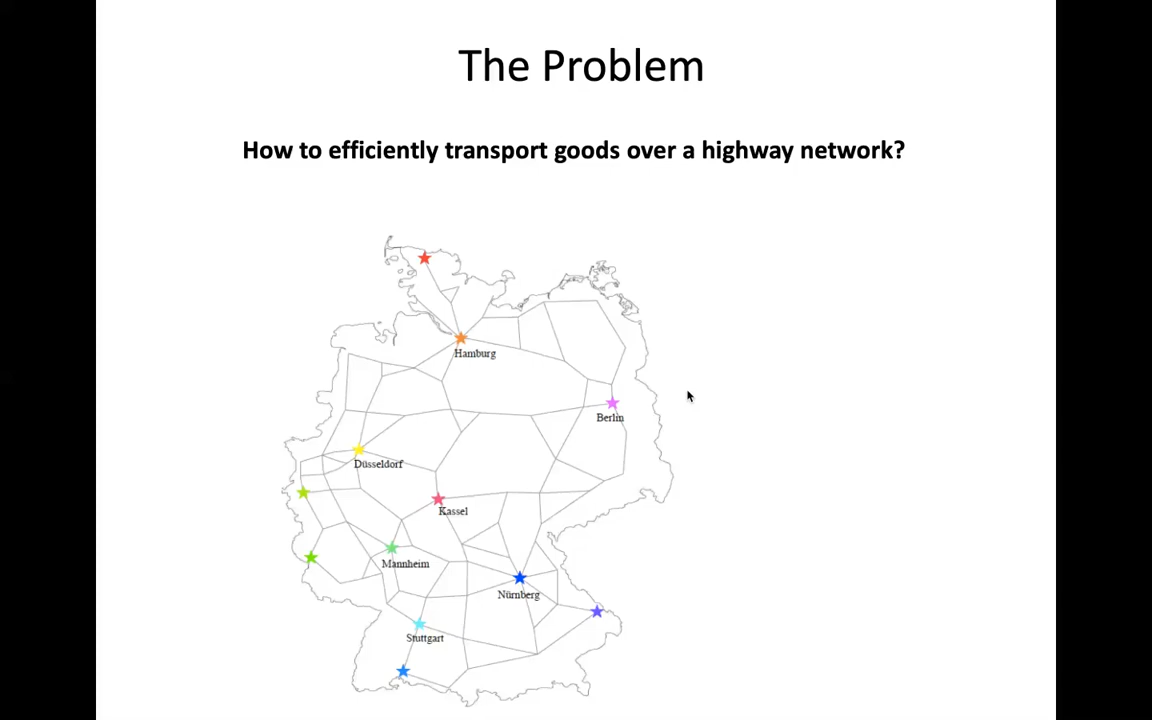 The Problem
How to efficiently transport goods over a highway network?
Hamburg
Berlin
Düsseldorf
Kassel
Mannheim
Nürnberg
Stuttgart